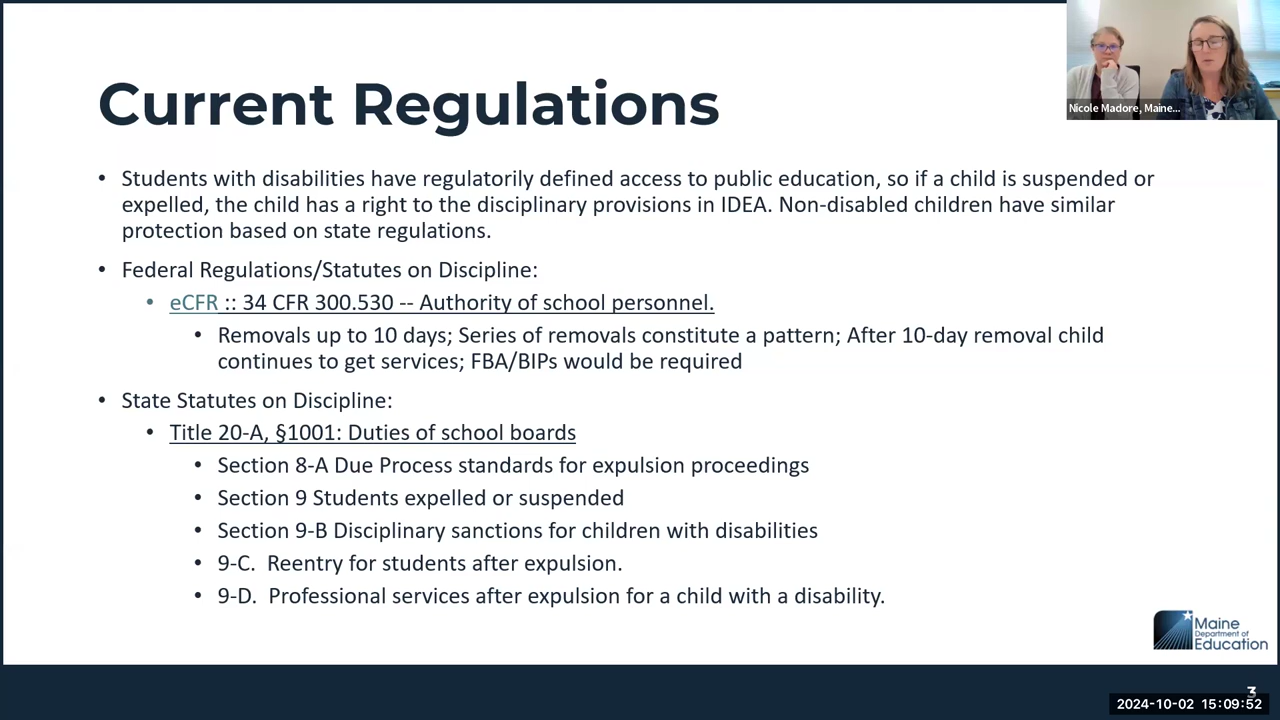 Current Regulations
Nicole Madore, Maine...
• Students with disabilities have regulatorily defined access to public education, so if a child is suspended or
expelled, the child has a right to the disciplinary provisions in IDEA. Non-disabled children have similar
protection based on state regulations.
• Federal Regulations/Statutes on Discipline:
• eCFR :: 34 CFR 300.530 -- Authority of school personnel.
• Removals up to 10 days; Series of removals constitute a pattern; After 10-day removal child
continues to get services; FBA/BIPs would be required
• State Statutes on Discipline:
• Title 20-A, §1001: Duties of school boards
• Section 8-A Due Process standards for expulsion proceedings
• Section 9 Students expelled or suspended
• Section 9-B Disciplinary sanctions for children with disabilities
• 9-C.  Reentry for students after expulsion.
• 9-D.  Professional services after expulsion for a child with a disability.
Maine
Department of
Education
3
2024-10-02 15:09:52